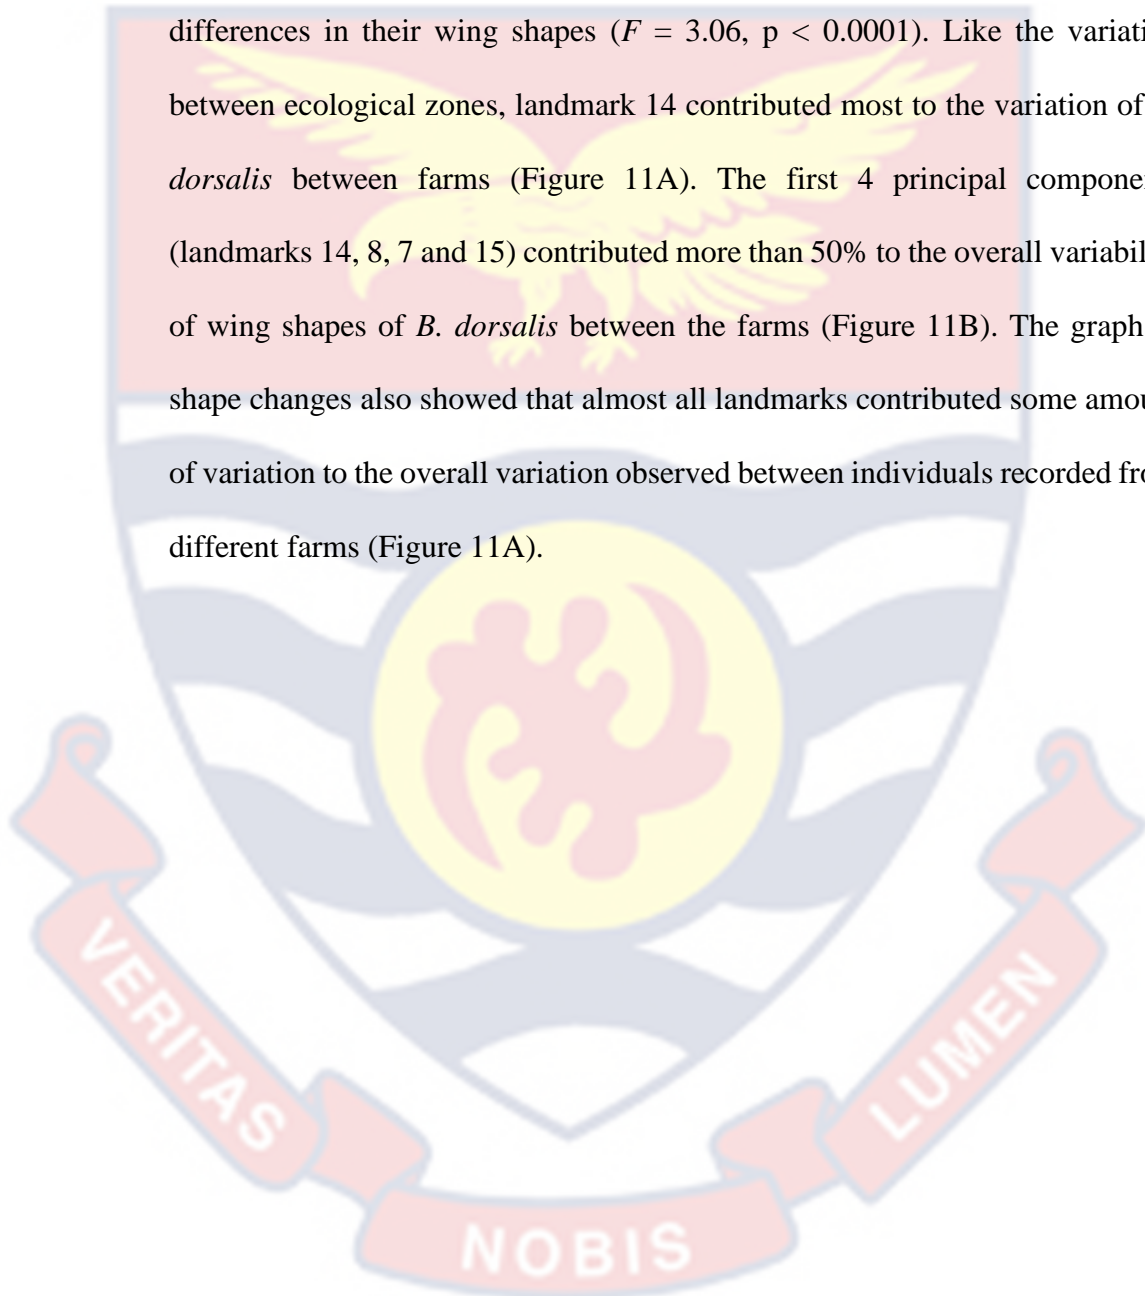 differences in their wing shapes (F = 3.06, p < 0.0001). Like the variati
between ecological zones, landmark 14 contributed most to the variation of
dorsalis between farms (Figure 11A). The first 4 principal compone
(landmarks 14, 8, 7 and 15) contributed more than 50% to the overall variabil
of wing shapes of B. dorsalis between the farms (Figure 11B). The graph
shape changes also showed that almost all landmarks contributed some amou
of variation to the overall variation observed between individuals recorded fro
different farms (Figure 11A).
VERITAS
NOBIS
LUMEN